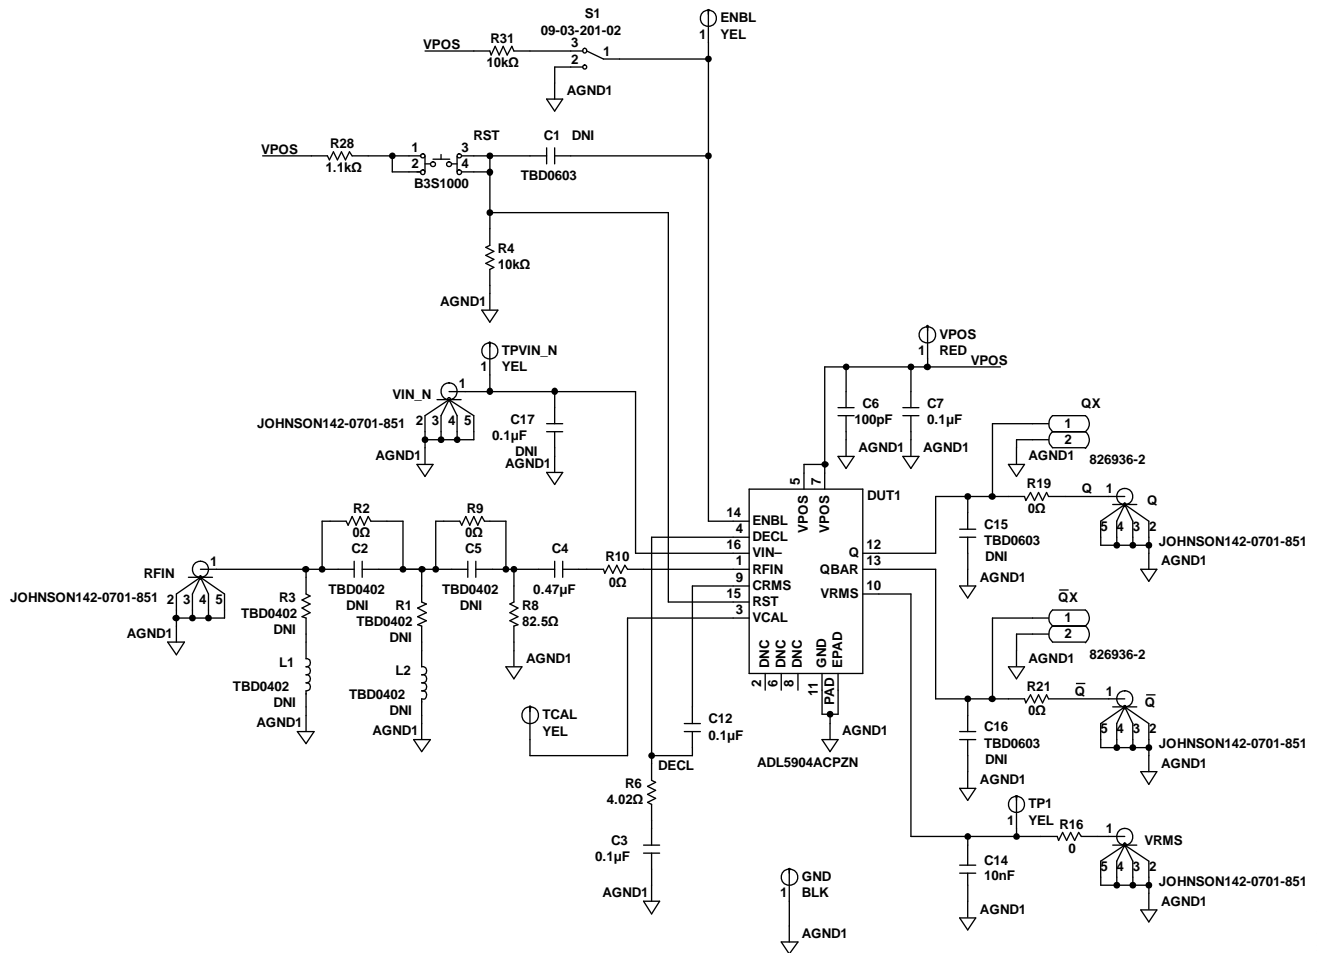 S1
09-03-201-02
VPOS
R31
10kΩ
3
2
1
AGND1
ENBL
1
YEL
RST
VPOS
R28
1.1kΩ
1
2
3
4
B3S1000
C1 DNI
TBD0603
R4
10kΩ
AGND1
TPVIN_N
1
YEL
VIN_N
1
JOHNSON142-0701-851
2 3 4 5
AGND1
C17
0.1µF
DNI
AGND1
VPOS
1
RED
VPOS
C6
100pF
AGND1
C7
0.1µF
AGND1
QX
1
2
AGND1
826936-2
R19
0Ω
Q
1
Q
5 4 3 2
JOHNSON142-0701-851
AGND1
C15
TBD0603
DNI
AGND1
DUT1
5
7
VPOS
VPOS
14
ENBL
4
DECL
16
VIN–
1
RFIN
9
CRMS
15
RST
3
VCAL
Q
12
QBAR
13
VRMS
10
DNC
DNC
DNC
GND
EPAD
2
6
8
11
PAD
AGND1
ADL5904ACPZN
RFIN
1
JOHNSON142-0701-851
2 3 4 5
AGND1
R2
0Ω
C2
TBD0402
DNI
R9
0Ω
C5
TBD0402
DNI
C4
0.47µF
R10
0Ω
R3
TBD0402
DNI
L1
TBD0402
DNI
AGND1
R1
TBD0402
DNI
L2
TBD0402
DNI
AGND1
R8
82.5Ω
AGND1
TCAL
1
YEL
C12
0.1µF
DECL
R6
4.02Ω
C3
0.1µF
AGND1
Q̅X
1
2
AGND1
826936-2
R21
0Ω
Q̅
1
Q̅
5 4 3 2
JOHNSON142-0701-851
AGND1
C16
TBD0603
DNI
AGND1
TP1
1
YEL
R16
0
1
VRMS
5 4 3 2
JOHNSON142-0701-851
AGND1
C14
10nF
AGND1
GND
1
BLK
AGND1